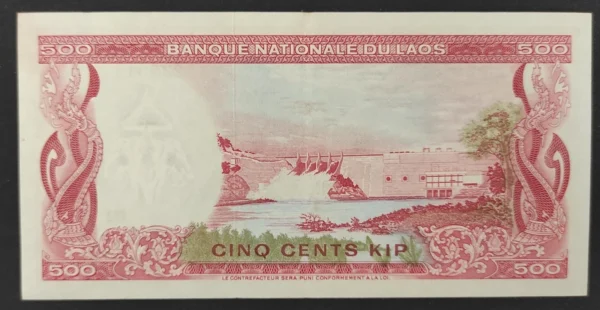 500 BANQUE NATIONALE DU LAOS 500
CINQ CENTS KIP
500 500
LE CONTREFACTEUR SERA PUNI CONFORMEMENT A LA LOI.